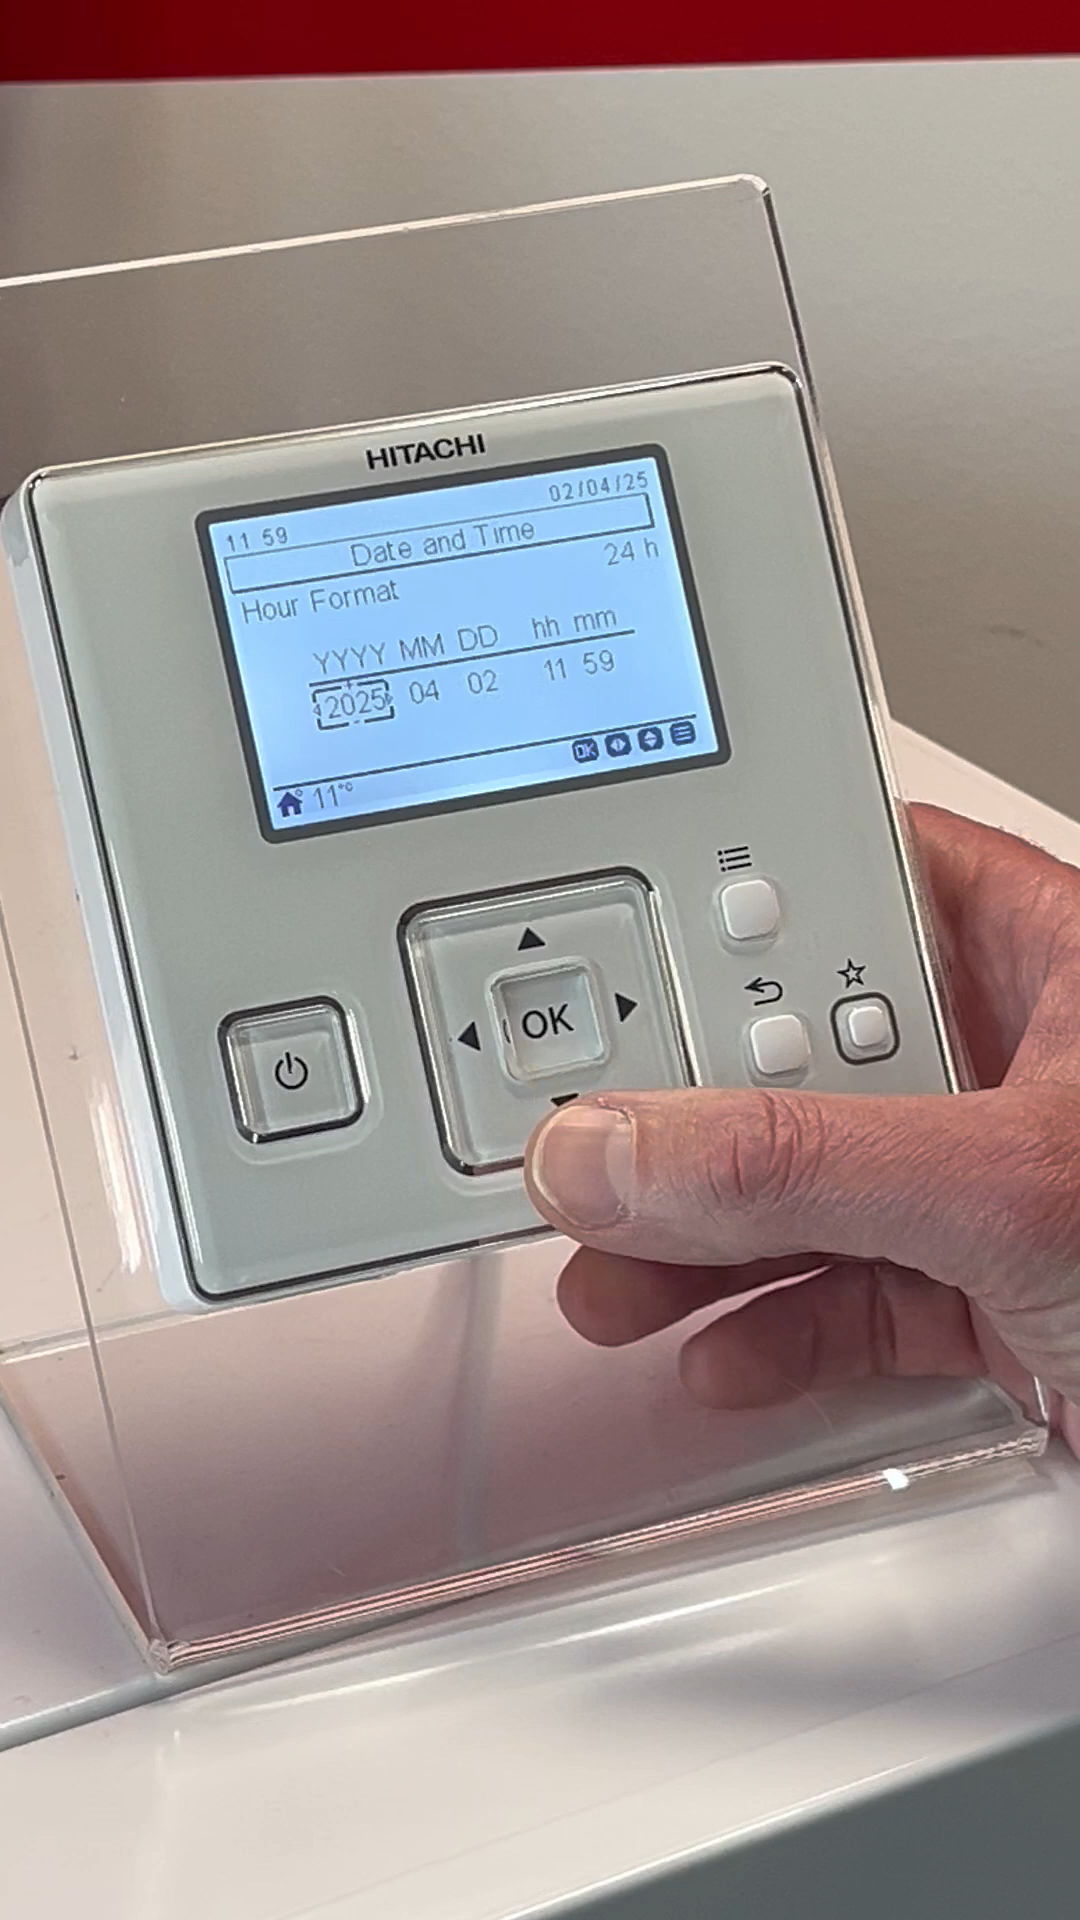 HITACHI
11 59 02/04/25
Date and Time
Hour Format 24 h
YYYY MM DD hh mm
2025 04 02 11 59
OK
11°C
OK